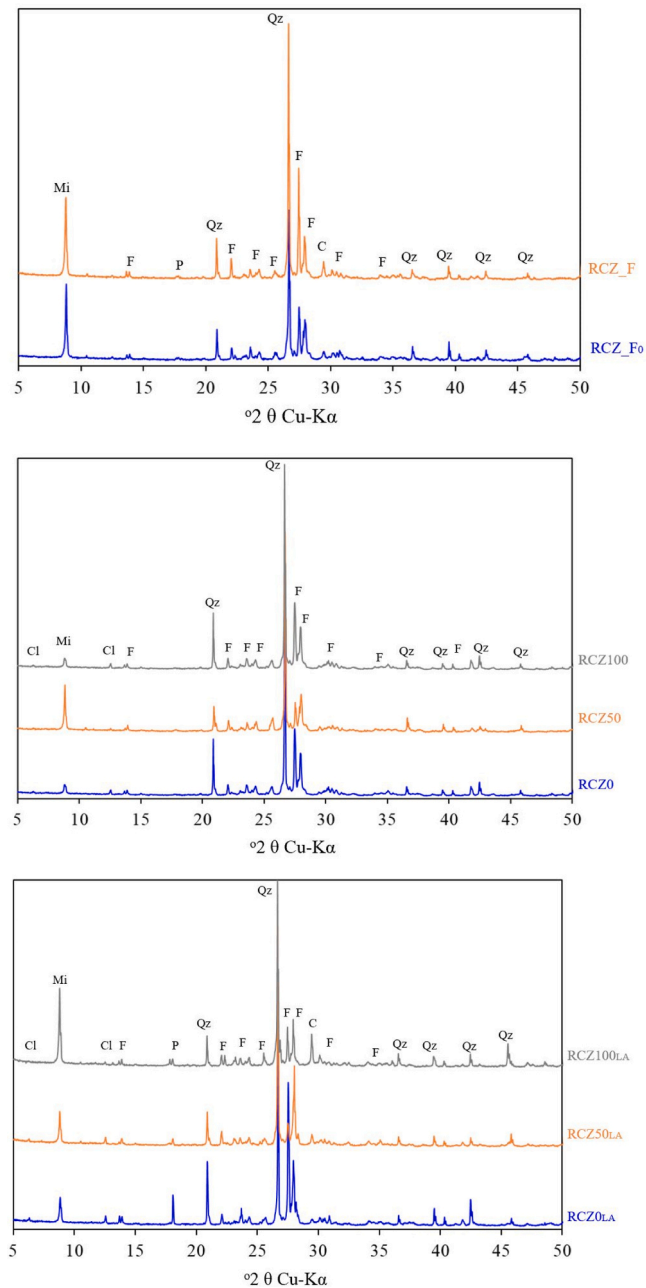 Qz
F
Mi
Qz F
F F F C F Qz Qz Qz Qz
F P
RCZ_F
RCZ_F0
5 10 15 20 25 30 35 40 45 50
º2 θ Cu-Kα
Qz
Qz F
F
Cl Mi Cl F F F F F F Qz Qz F Qz Qz
RCZ100
RCZ50
RCZ0
5 10 15 20 25 30 35 40 45 50
º2 θ Cu-Kα
Qz
Mi
Qz F F C Qz
Cl Cl F P F F F F F Qz Qz Qz
RCZ100LA
RCZ50LA
RCZ0LA
5 10 15 20 25 30 35 40 45 50
º2 θ Cu-Kα